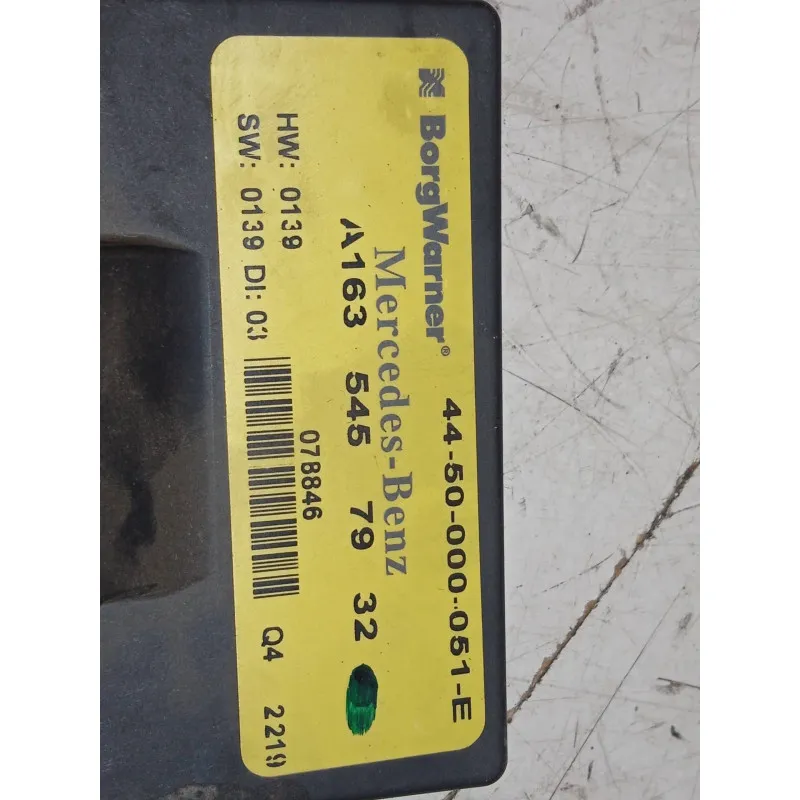 BorgWarner® 44-50-000-051-E
Mercedes-Benz
A163 545 79 32
HW: 0139 078846
SW: 0139 DI: 03 Q4 2219